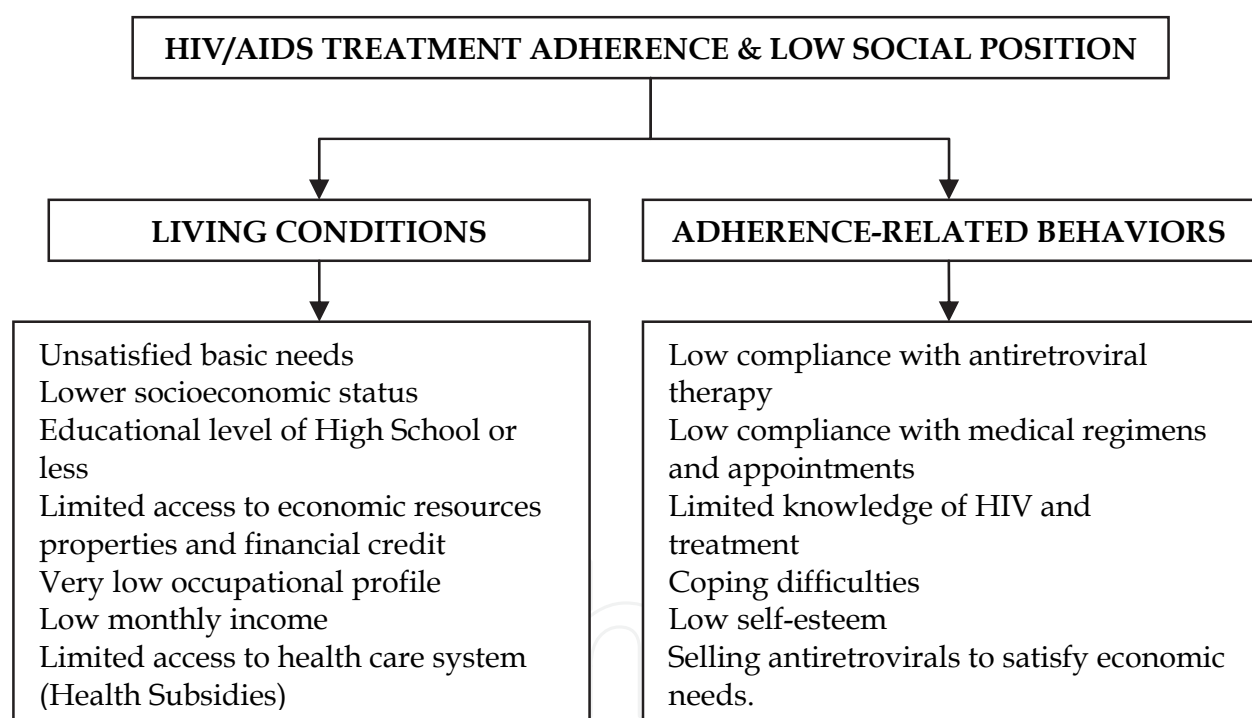 HIV/AIDS TREATMENT ADHERENCE & LOW SOCIAL POSITION
LIVING CONDITIONS
ADHERENCE-RELATED BEHAVIORS
Unsatisfied basic needs
Lower socioeconomic status
Educational level of High School or
less
Limited access to economic resources
properties and financial credit
Very low occupational profile
Low monthly income
Limited access to health care system
(Health Subsidies)
Low compliance with antiretroviral
therapy
Low compliance with medical regimens
and appointments
Limited knowledge of HIV and
treatment
Coping difficulties
Low self-esteem
Selling antiretrovirals to satisfy economic
needs.